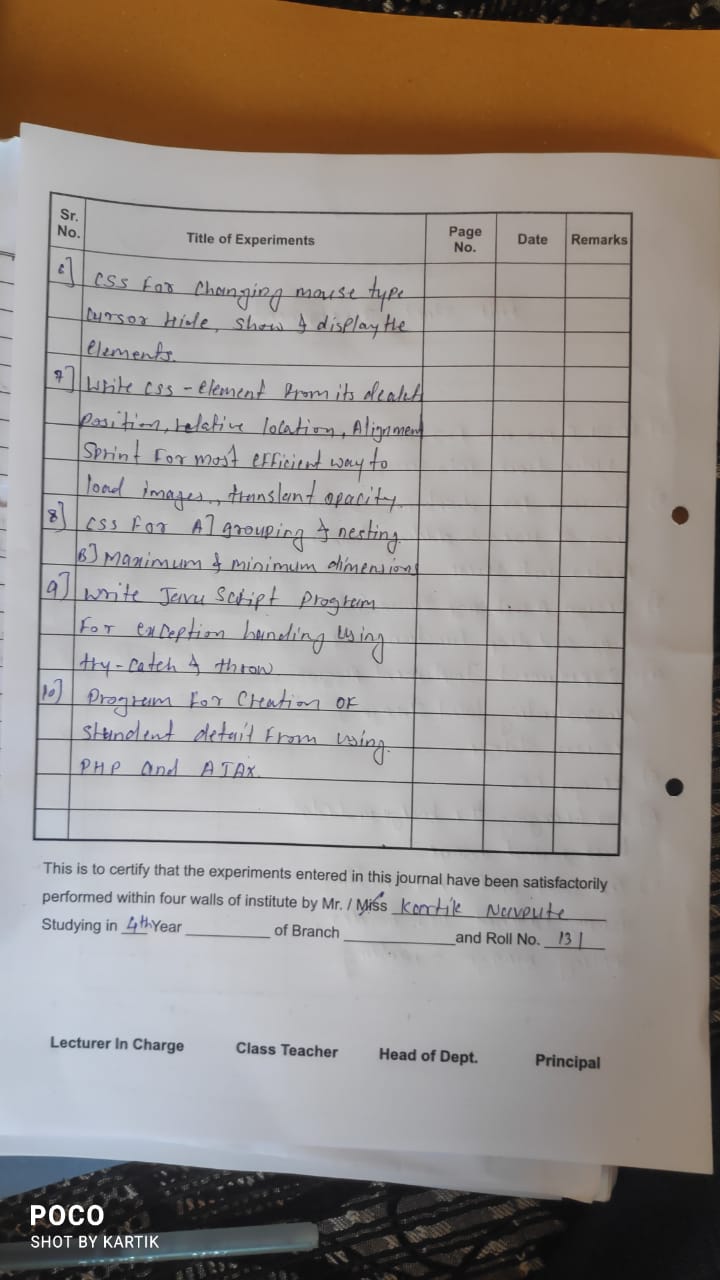 Sr. No. Title of Experiments Page No. Date Remarks
6] CSS For Changing mouse type
Cursor Hide, Show & display the
elements.
7] Write css - element from its dealut
position, relative location, Alignment
Sprint For most efficient way to
load images, translant opacity.
8] CSS For A] grouping & nesting.
B] Maximum & minimum dimensions
9] Write Java Script Program
For exception handling using
try-catch & throw
10] Program For Creation OF
Standent detail From using.
PHP and AJAX.
This is to certify that the experiments entered in this journal have been satisfactorily
performed within four walls of institute by Mr. / Miss Kartik Navpute
Studying in 4th Year of Branch and Roll No. 131
Lecturer In Charge Class Teacher Head of Dept. Principal
POCO
SHOT BY KARTIK